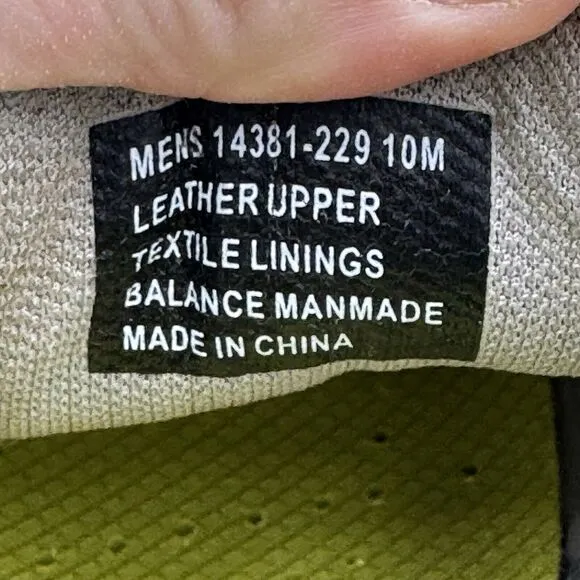 MENS 14381-229 10M
LEATHER UPPER
TEXTILE LININGS
BALANCE MANMADE
MADE IN CHINA